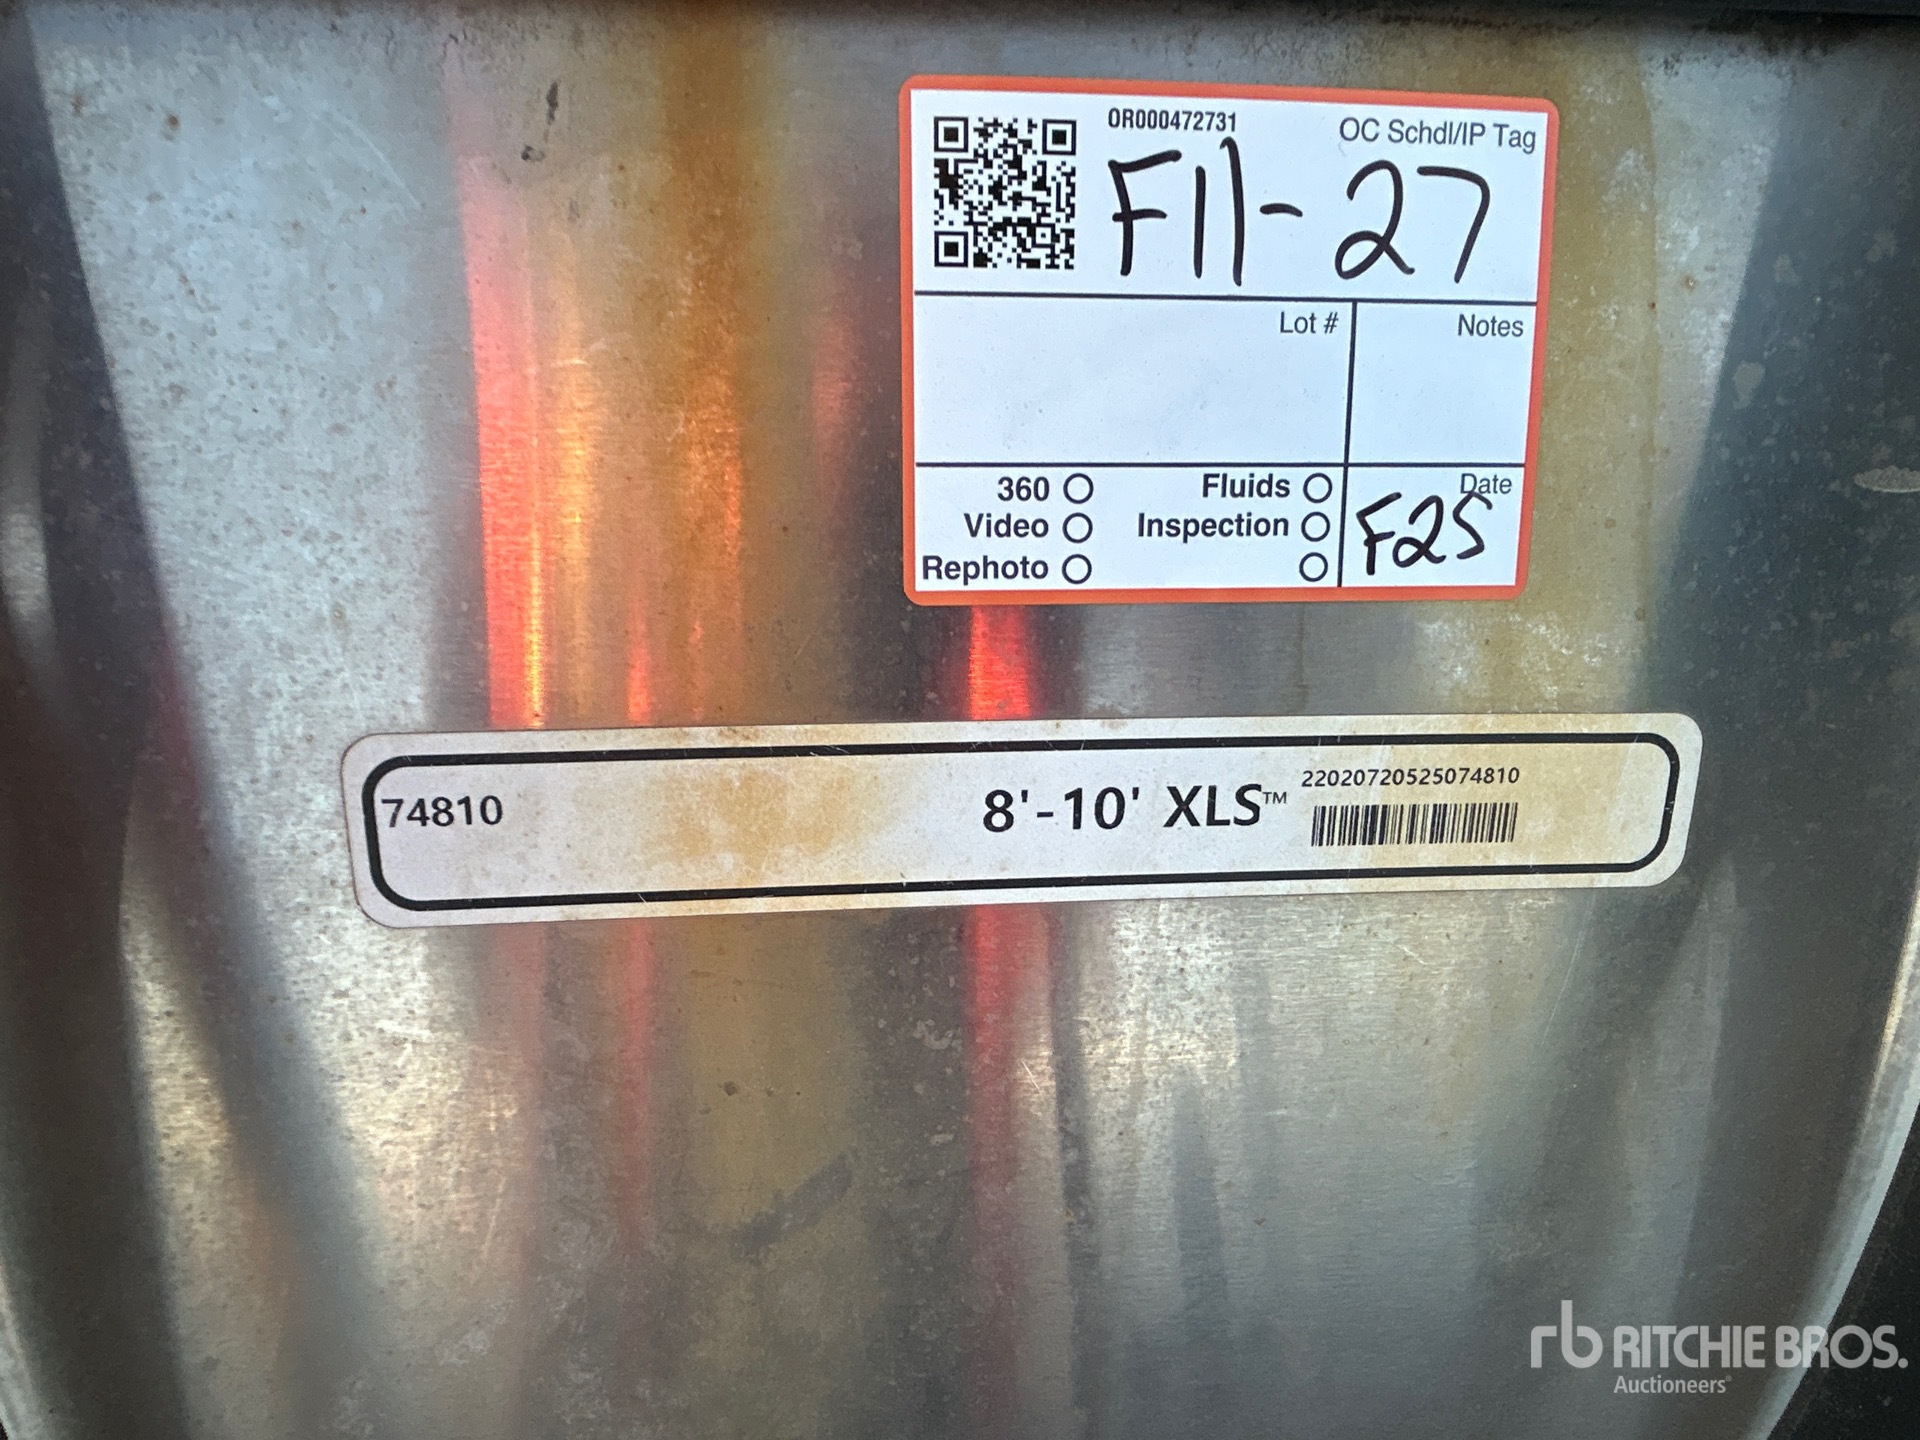 OR000472731
OC Schdl/IP Tag
F11-27
Lot #
Notes
360
Fluids
Date
Video
Inspection
F25
Rephoto
74810
8'-10' XLS™
22020720525074810
rb RITCHIE BROS.
Auctioneers